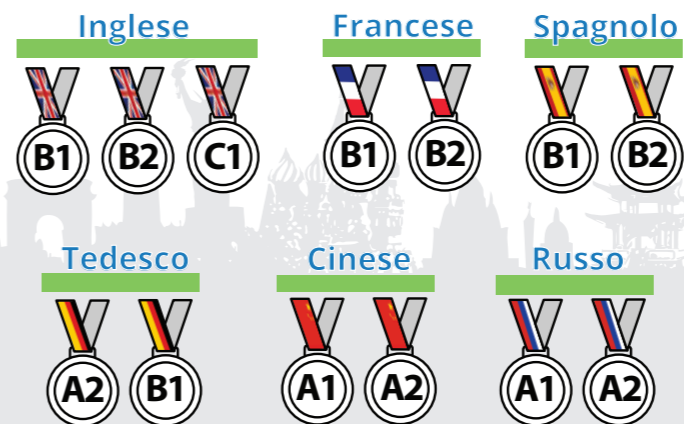 Inglese
B1 B2 C1
Francese
B1 B2
Spagnolo
B1 B2
Tedesco
A2 B1
Cinese
A1 A2
Russo
A1 A2